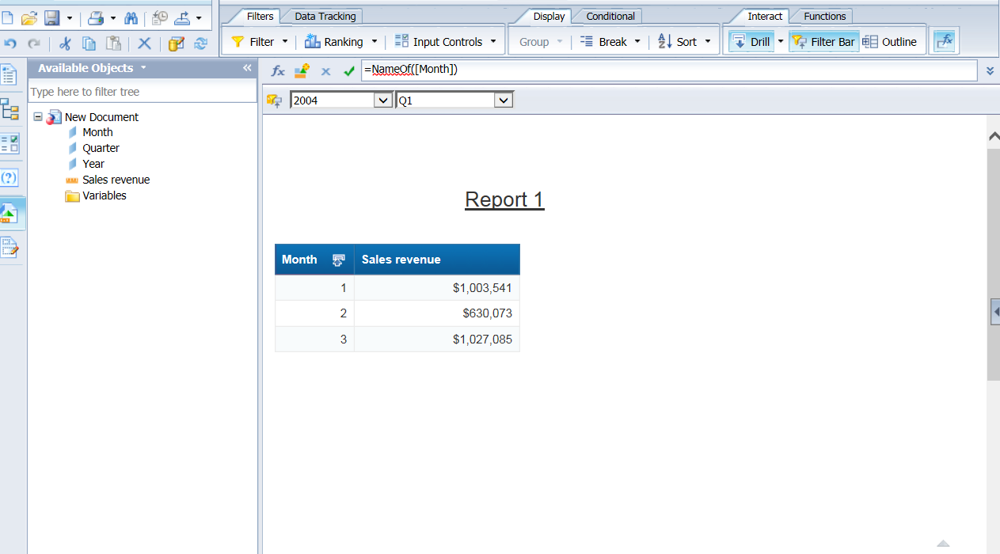 Filters Data Tracking Display Conditional Interact Functions
Filter Ranking Input Controls Group Break Sort Drill Filter Bar Outline
Available Objects
=NameOf([Month])
Type here to filter tree
2004 Q1
New Document
Month
Quarter
Year
Sales revenue
Variables
Report 1
Month Sales revenue
1 $1,003,541
2 $630,073
3 $1,027,085